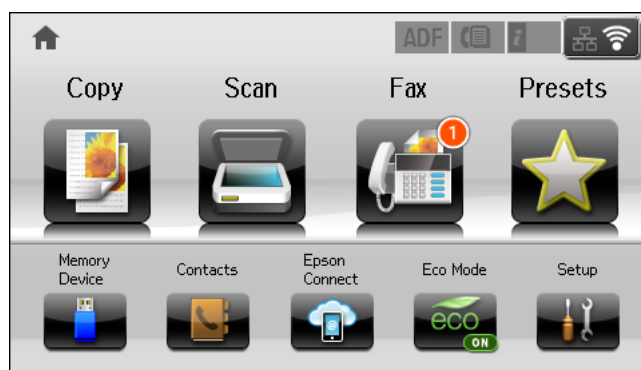 ADF i
Copy Scan Fax Presets
1
Memory Device Contacts Epson Connect Eco Mode Setup
@
eco
ON